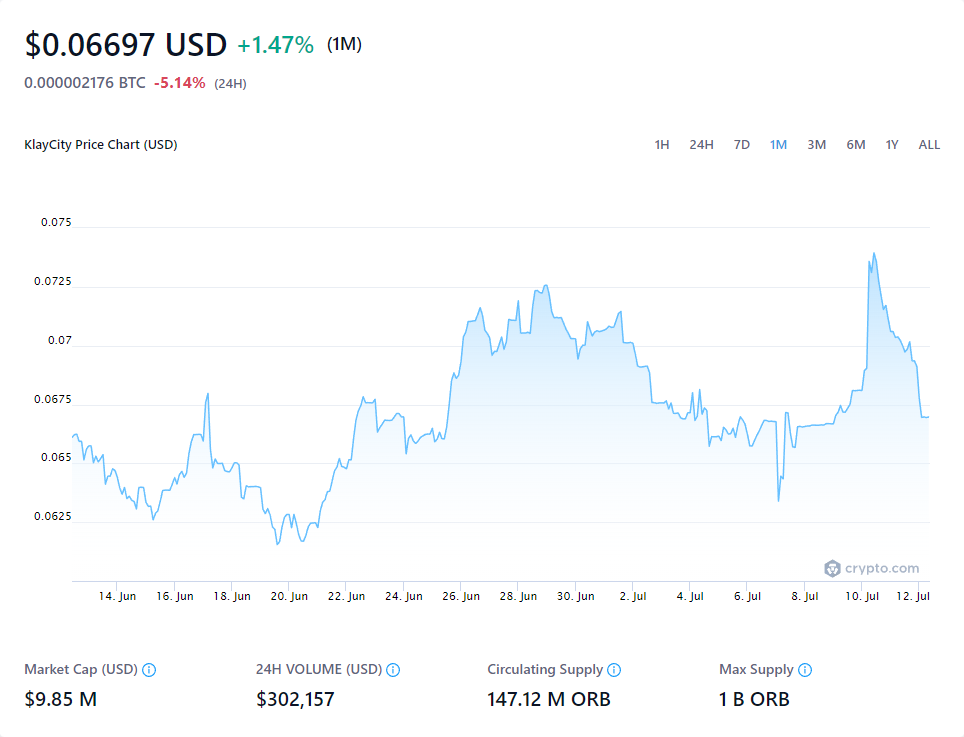 $0.06697 USD +1.47% (1M)
0.000002176 BTC -5.14% (24H)
KlayCity Price Chart (USD) 1H 24H 7D 1M 3M 6M 1Y ALL
0.075
0.0725
0.07
0.0675
0.065
0.0625
crypto.com
14. Jun 16. Jun 18. Jun 20. Jun 22. Jun 24. Jun 26. Jun 28. Jun 30. Jun 2. Jul 4. Jul 6. Jul 8. Jul 10. Jul 12. Jul
Market Cap (USD) 24H VOLUME (USD) Circulating Supply Max Supply
$9.85 M $302,157 147.12 M ORB 1 B ORB